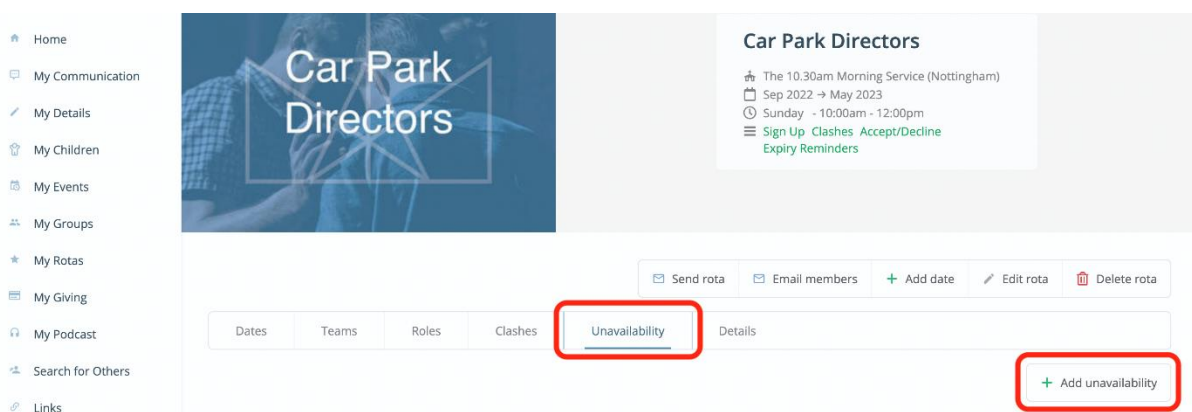 Home
My Communication
My Details
My Children
My Events
My Groups
My Rotas
My Giving
My Podcast
Search for Others
Links
Car Park
Directors
Car Park Directors
The 10.30am Morning Service (Nottingham)
Sep 2022 → May 2023
Sunday - 10:00am - 12:00pm
Sign Up Clashes Accept/Decline
Expiry Reminders
Send rota Email members + Add date Edit rota Delete rota
Dates Teams Roles Clashes Unavailability Details
+ Add unavailability